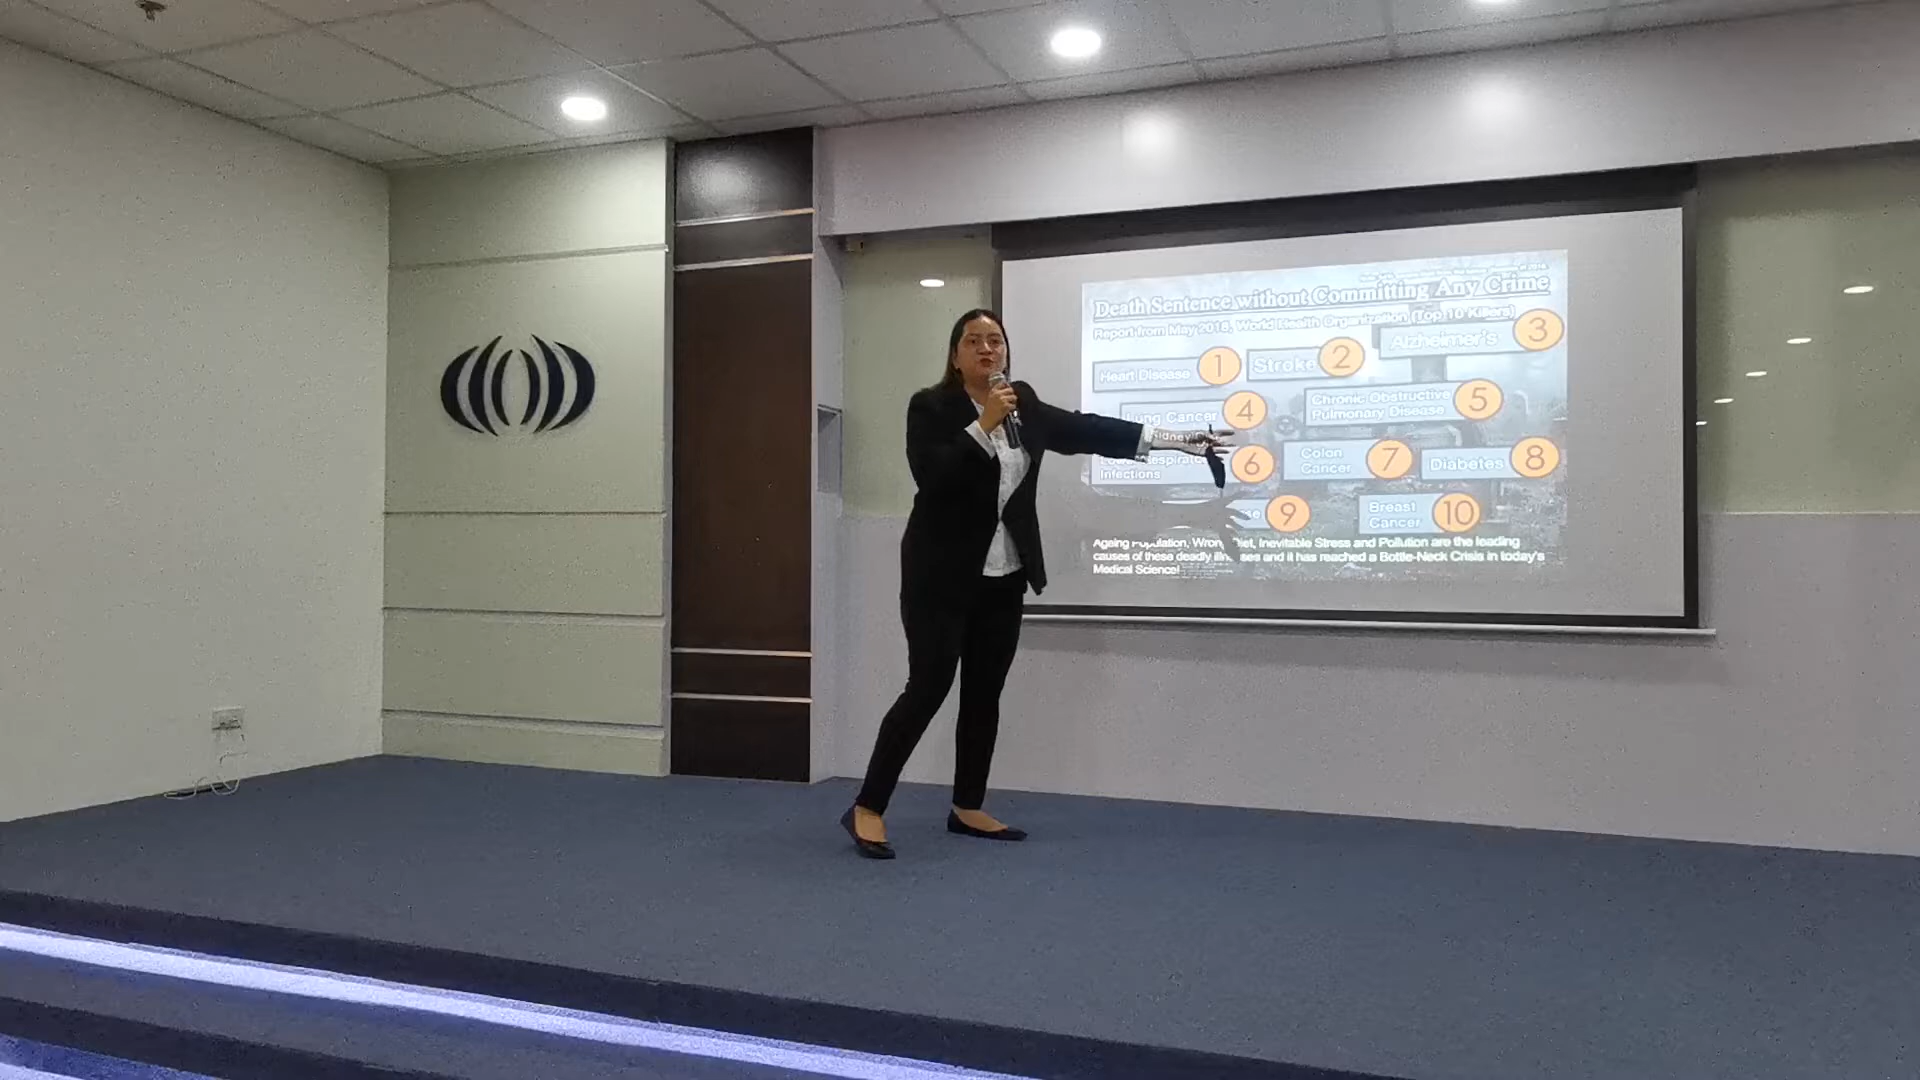 Death Sentence without Committing Any Crime
Report from May 2018, World Health Organization (Top 10 Killers)
Heart Disease 1
Stroke 2
Alzheimer's 3
Lung Cancer 4
Chronic Obstructive
Pulmonary Disease 5
Infections 6
Colon
Cancer 7
Diabetes 8
9
Breast
Cancer 10
Ageing Population, Wrong Diet, Inevitable Stress and Pollution are the leading
causes of these deadly illnesses and it has reached a Bottle-Neck Crisis in today's
Medical Science!